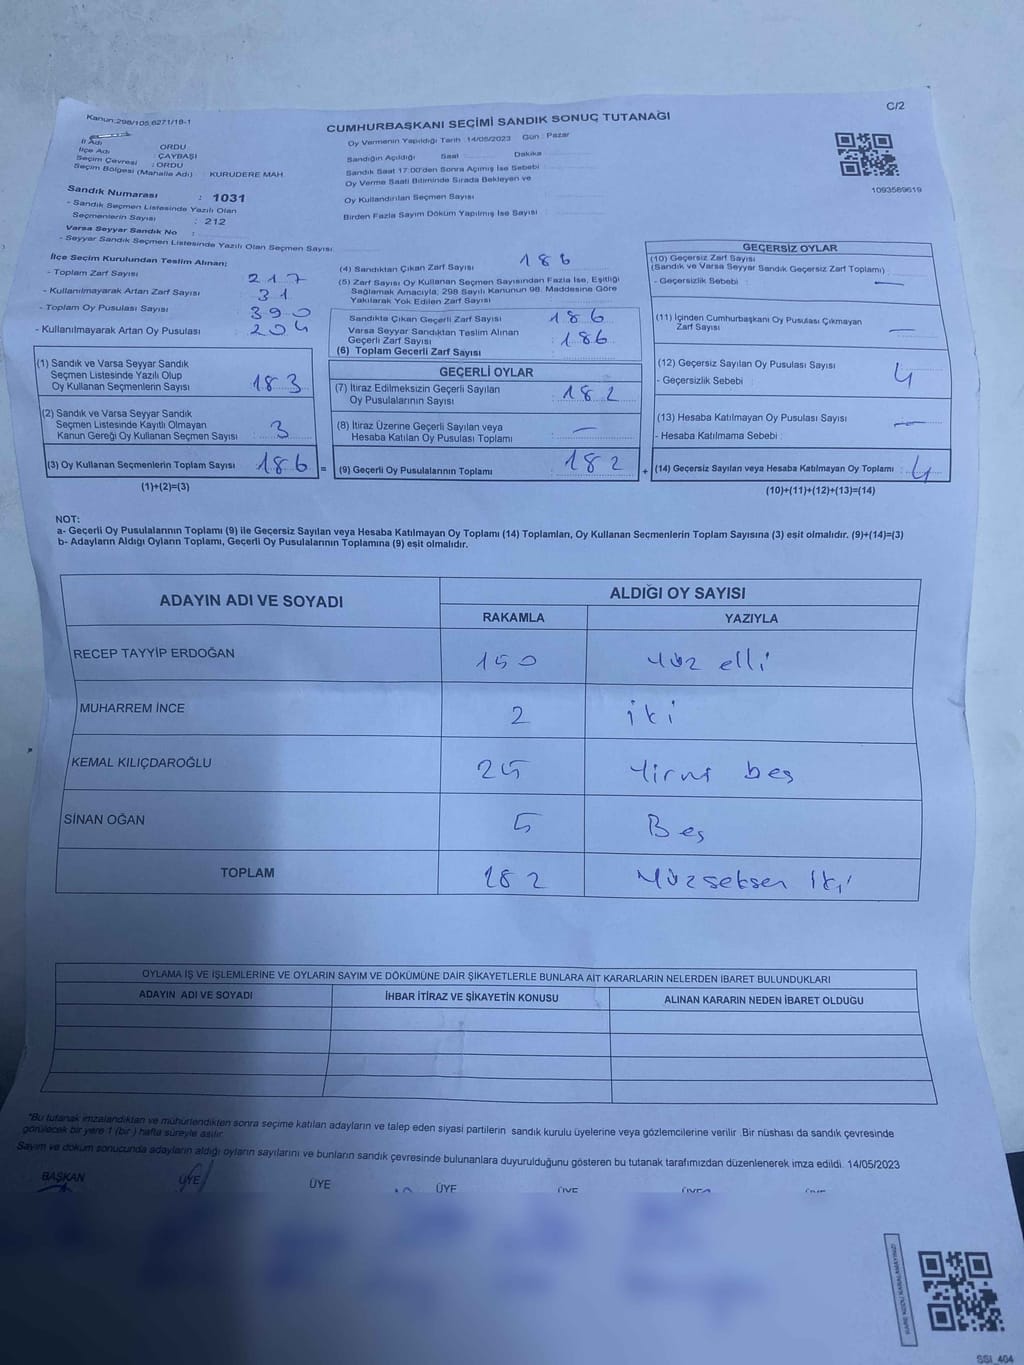 C/2
Kanun:298/105,6271/18-1
CUMHURBAŞKANI SEÇİMİ SANDIK SONUÇ TUTANAĞI
İl Adı : ORDU
İlçe Adı : ÇAYBAŞI
Seçim Çevresi : ORDU
Seçim Bölgesi (Mahalle Adı) : KURUDERE MAH.
Oy Vermenin Yapıldığı Tarih : 14/05/2023 Gün : Pazar
Sandığın Açıldığı Saat Dakika
Sandık Saat 17.00'den Sonra Açımış İse Sebebi
Oy Verme Saati Bitiminde Sırada Bekleyen ve
Oy Kullandırılan Seçmen Sayısı
Birden Fazla Sayım Döküm Yapılmış İse Sayısı
1093589619
Sandık Numarası : 1031
- Sandık Seçmen Listesinde Yazılı Olan
Seçmenlerin Sayısı : 212
Varsa Seyyar Sandık No :
- Seyyar Sandık Seçmen Listesinde Yazılı Olan Seçmen Sayısı
İlçe Seçim Kurulundan Teslim Alınan;
- Toplam Zarf Sayısı 217
- Kullanılmayarak Artan Zarf Sayısı 31
- Toplam Oy Pusulası Sayısı 390
- Kullanılmayarak Artan Oy Pusulası 204
(4) Sandıktan Çıkan Zarf Sayısı 186
(5) Zarf Sayısı Oy Kullanan Seçmen Sayısından Fazla İse, Eşitliği
Sağlamak Amacıyla, 298 Sayılı Kanunun 98. Maddesine Göre
Yakılarak Yok Edilen Zarf Sayısı
Sandıkta Çıkan Geçerli Zarf Sayısı : 186
Varsa Seyyar Sandıktan Teslim Alınan
Geçerli Zarf Sayısı : 186
(6) Toplam Gecerli Zarf Sayısı
GEÇERSİZ OYLAR
(10) Geçersiz Zarf Sayısı
(Sandık ve Varsa Seyyar Sandık Geçersiz Zarf Toplamı) :
- Geçersizlik Sebebi : —
(11) İçinden Cumhurbaşkanı Oy Pusulası Çıkmayan
Zarf Sayısı —
(12) Geçersiz Sayılan Oy Pusulası Sayısı 4
- Geçersizlik Sebebi :
(13) Hesaba Katılmayan Oy Pusulası Sayısı —
- Hesaba Katılmama Sebebi :
(14) Geçersiz Sayılan veya Hesaba Katılmayan Oy Toplamı : 4
(10)+(11)+(12)+(13)=(14)
(1) Sandık ve Varsa Seyyar Sandık
Seçmen Listesinde Yazılı Olup
Oy Kullanan Seçmenlerin Sayısı 183
(2) Sandık ve Varsa Seyyar Sandık
Seçmen Listesinde Kayıtlı Olmayan
Kanun Gereği Oy Kullanan Seçmen Sayısı : 3
(3) Oy Kullanan Seçmenlerin Toplam Sayısı 186 =
(1)+(2)=(3)
GEÇERLİ OYLAR
(7) İtiraz Edilmeksizin Geçerli Sayılan
Oy Pusulalarının Sayısı : 182
(8) İtiraz Üzerine Geçerli Sayılan veya
Hesaba Katılan Oy Pusulası Toplamı : —
(9) Geçerli Oy Pusulalarının Toplamı : 182 +
NOT:
a- Geçerli Oy Pusulalarının Toplamı (9) ile Geçersiz Sayılan veya Hesaba Katılmayan Oy Toplamı (14) Toplamları, Oy Kullanan Seçmenlerin Toplam Sayısına (3) eşit olmalıdır. (9)+(14)=(3)
b- Adayların Aldığı Oyların Toplamı, Geçerli Oy Pusulalarının Toplamına (9) eşit olmalıdır.
ADAYIN ADI VE SOYADI ALDIĞI OY SAYISI
RAKAMLA YAZIYLA
RECEP TAYYİP ERDOĞAN 150 Yüz elli
MUHARREM İNCE 2 iki
KEMAL KILIÇDAROĞLU 25 Yirmi beş
SİNAN OĞAN 5 Beş
TOPLAM 182 Yüzseksen İki
OYLAMA İŞ VE İŞLEMLERİNE VE OYLARIN SAYIM VE DÖKÜMÜNE DAİR ŞİKAYETLERLE BUNLARA AİT KARARLARIN NELERDEN İBARET BULUNDUKLARI
ADAYIN ADI VE SOYADI İHBAR İTİRAZ VE ŞİKAYETİN KONUSU ALINAN KARARIN NEDEN İBARET OLDUĞU
*Bu tutanak imzalandıktan ve mühürlendikten sonra seçime katılan adayların ve talep eden siyasi partilerin sandık kurulu üyelerine veya gözlemcilerine verilir .Bir nüshası da sandık çevresinde
görülecek bir yere 1 (bir ) hafta süreyle asılır.
Sayım ve döküm sonucunda adayların aldığı oyların sayılarını ve bunların sandık çevresinde bulunanlara duyurulduğunu gösteren bu tutanak tarafımızdan düzenlenerek imza edildi. 14/05/2023
BAŞKAN ÜYE ÜYE ÜYE ÜYE ÜYE ÜYE
SSI_404